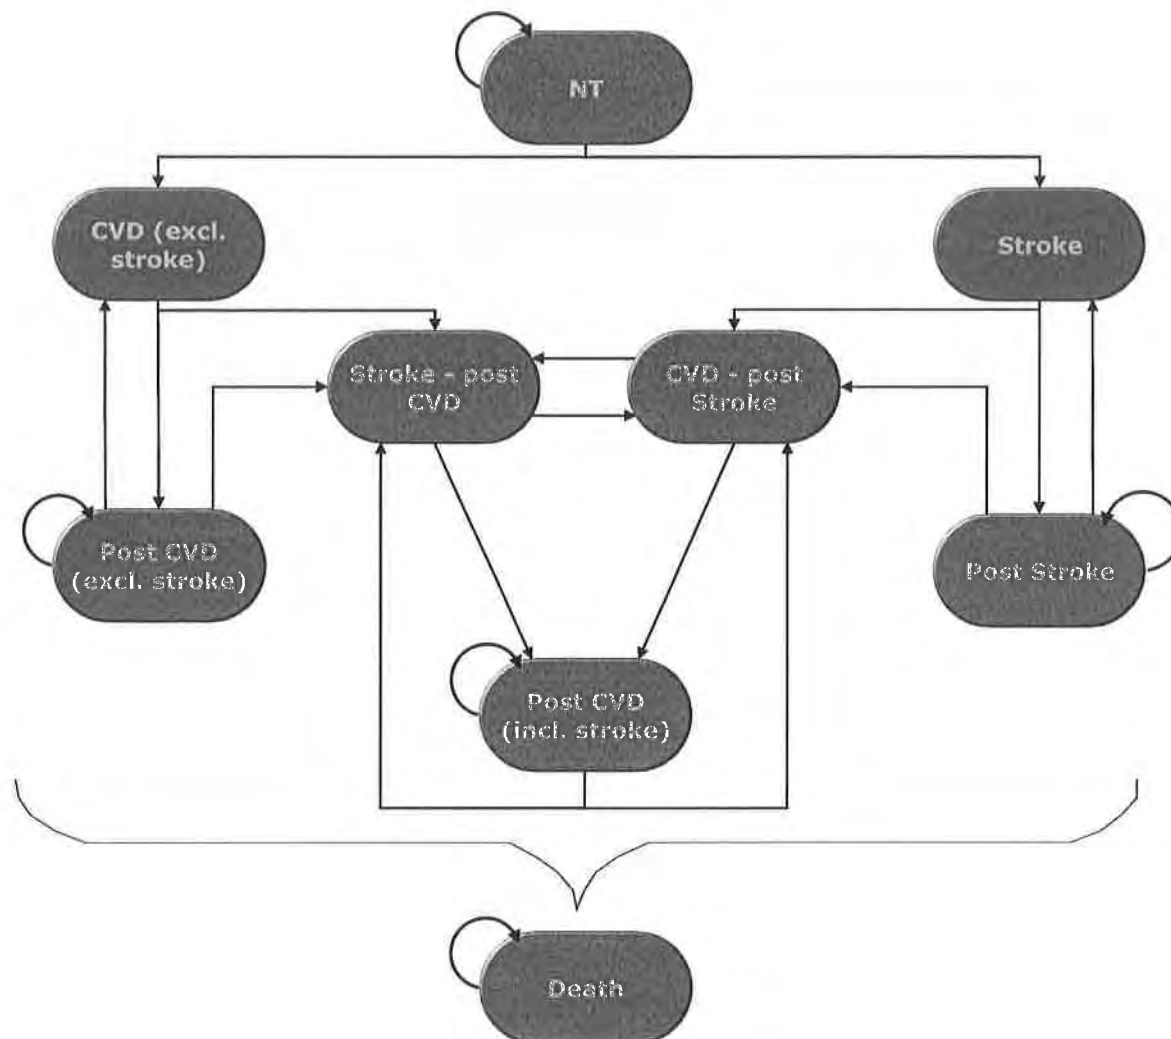 NT
CVD (excl.
stroke)
Stroke
Stroke - post
CVD
CVD - post
Stroke
Post CVD
(excl. stroke)
Post Stroke
Post CVD
(incl. stroke)
Death